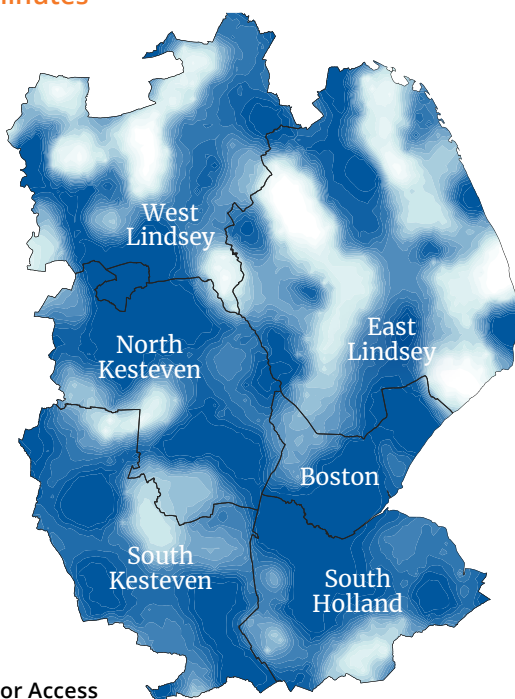 West
Lindsey
East
Lindsey
North
Kesteven
Boston
South
Kesteven
South
Holland
or Access